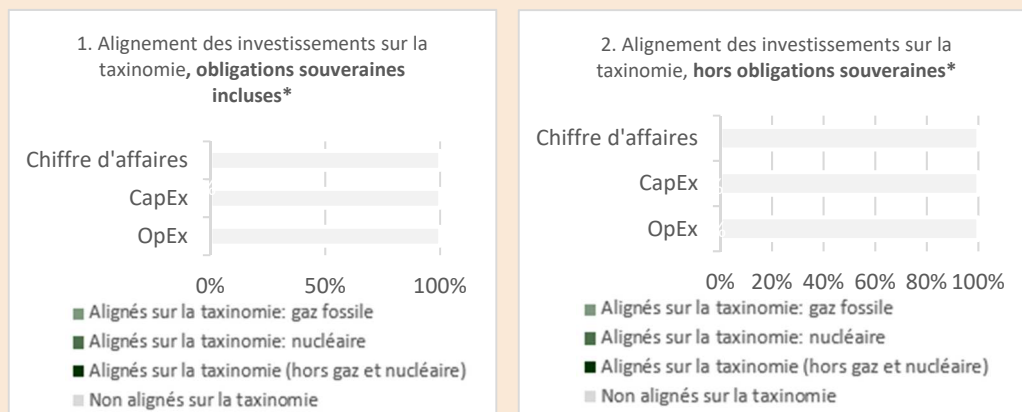 1. Alignement des investissements sur la
taxinomie, obligations souveraines
incluses*
Chiffre d'affaires
CapEx
OpEx
0% 50% 100%
Alignés sur la taxinomie: gaz fossile
Alignés sur la taxinomie: nucléaire
Alignés sur la taxinomie (hors gaz et nucléaire)
Non alignés sur la taxinomie
2. Alignement des investissements sur la
taxinomie, hors obligations souveraines*
Chiffre d'affaires
CapEx
OpEx
0% 20% 40% 60% 80% 100%
Alignés sur la taxinomie: gaz fossile
Alignés sur la taxinomie: nucléaire
Alignés sur la taxinomie (hors gaz et nucléaire)
Non alignés sur la taxinomie